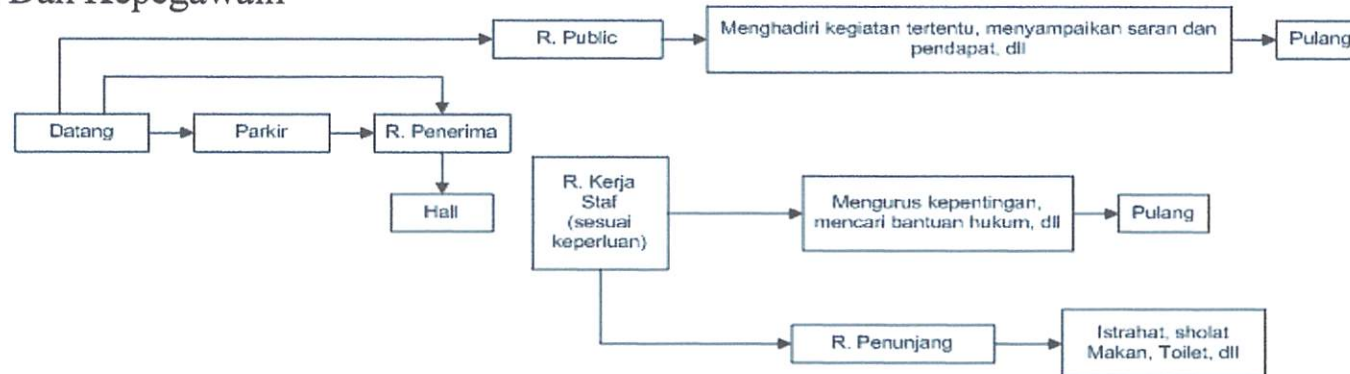 Dan Kepegawain
R. Public
Menghadiri kegiatan tertentu, menyampaikan saran dan
pendapat, dll
Pulang
Datang
Parkir
R. Penerima
Hall
R. Kerja
Staf
(sesuai
keperluan)
Mengurus kepentingan,
mencari bantuan hukum, dll
Pulang
R. Penunjang
Istrahat, sholat
Makan, Toilet, dll